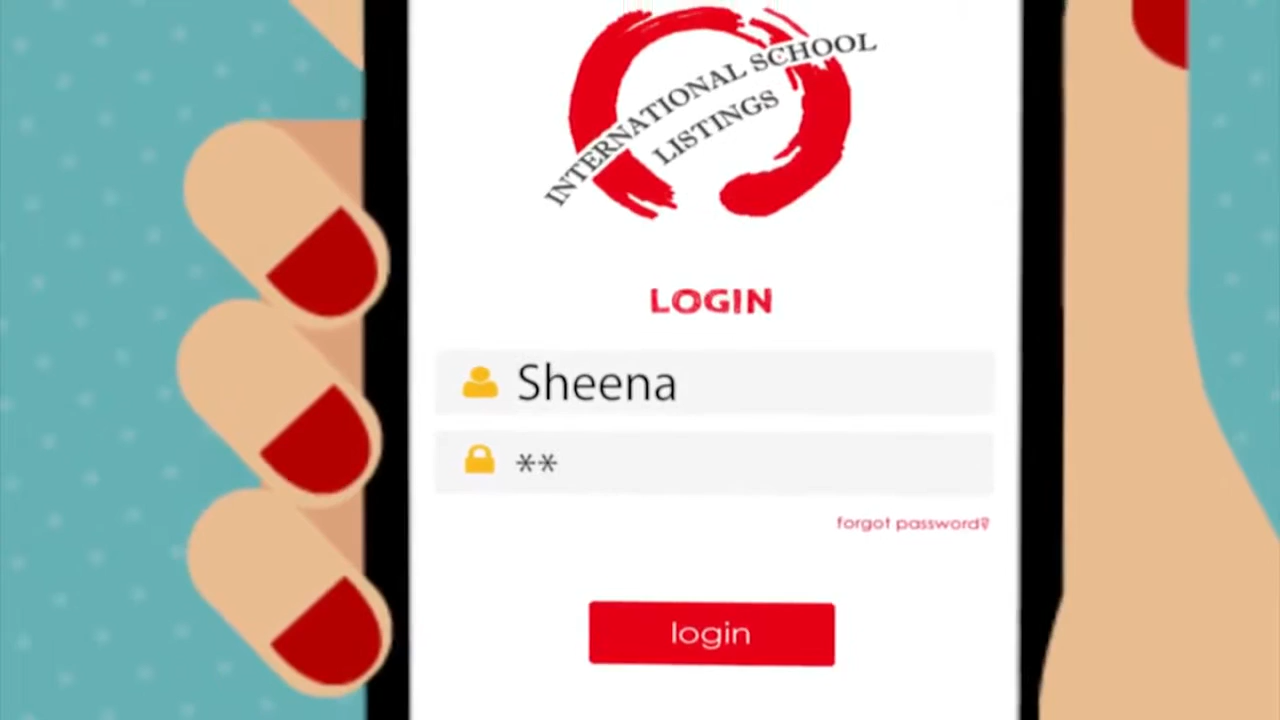 INTERNATIONAL SCHOOL
LISTINGS
LOGIN
Sheena
**
forgot password?
login